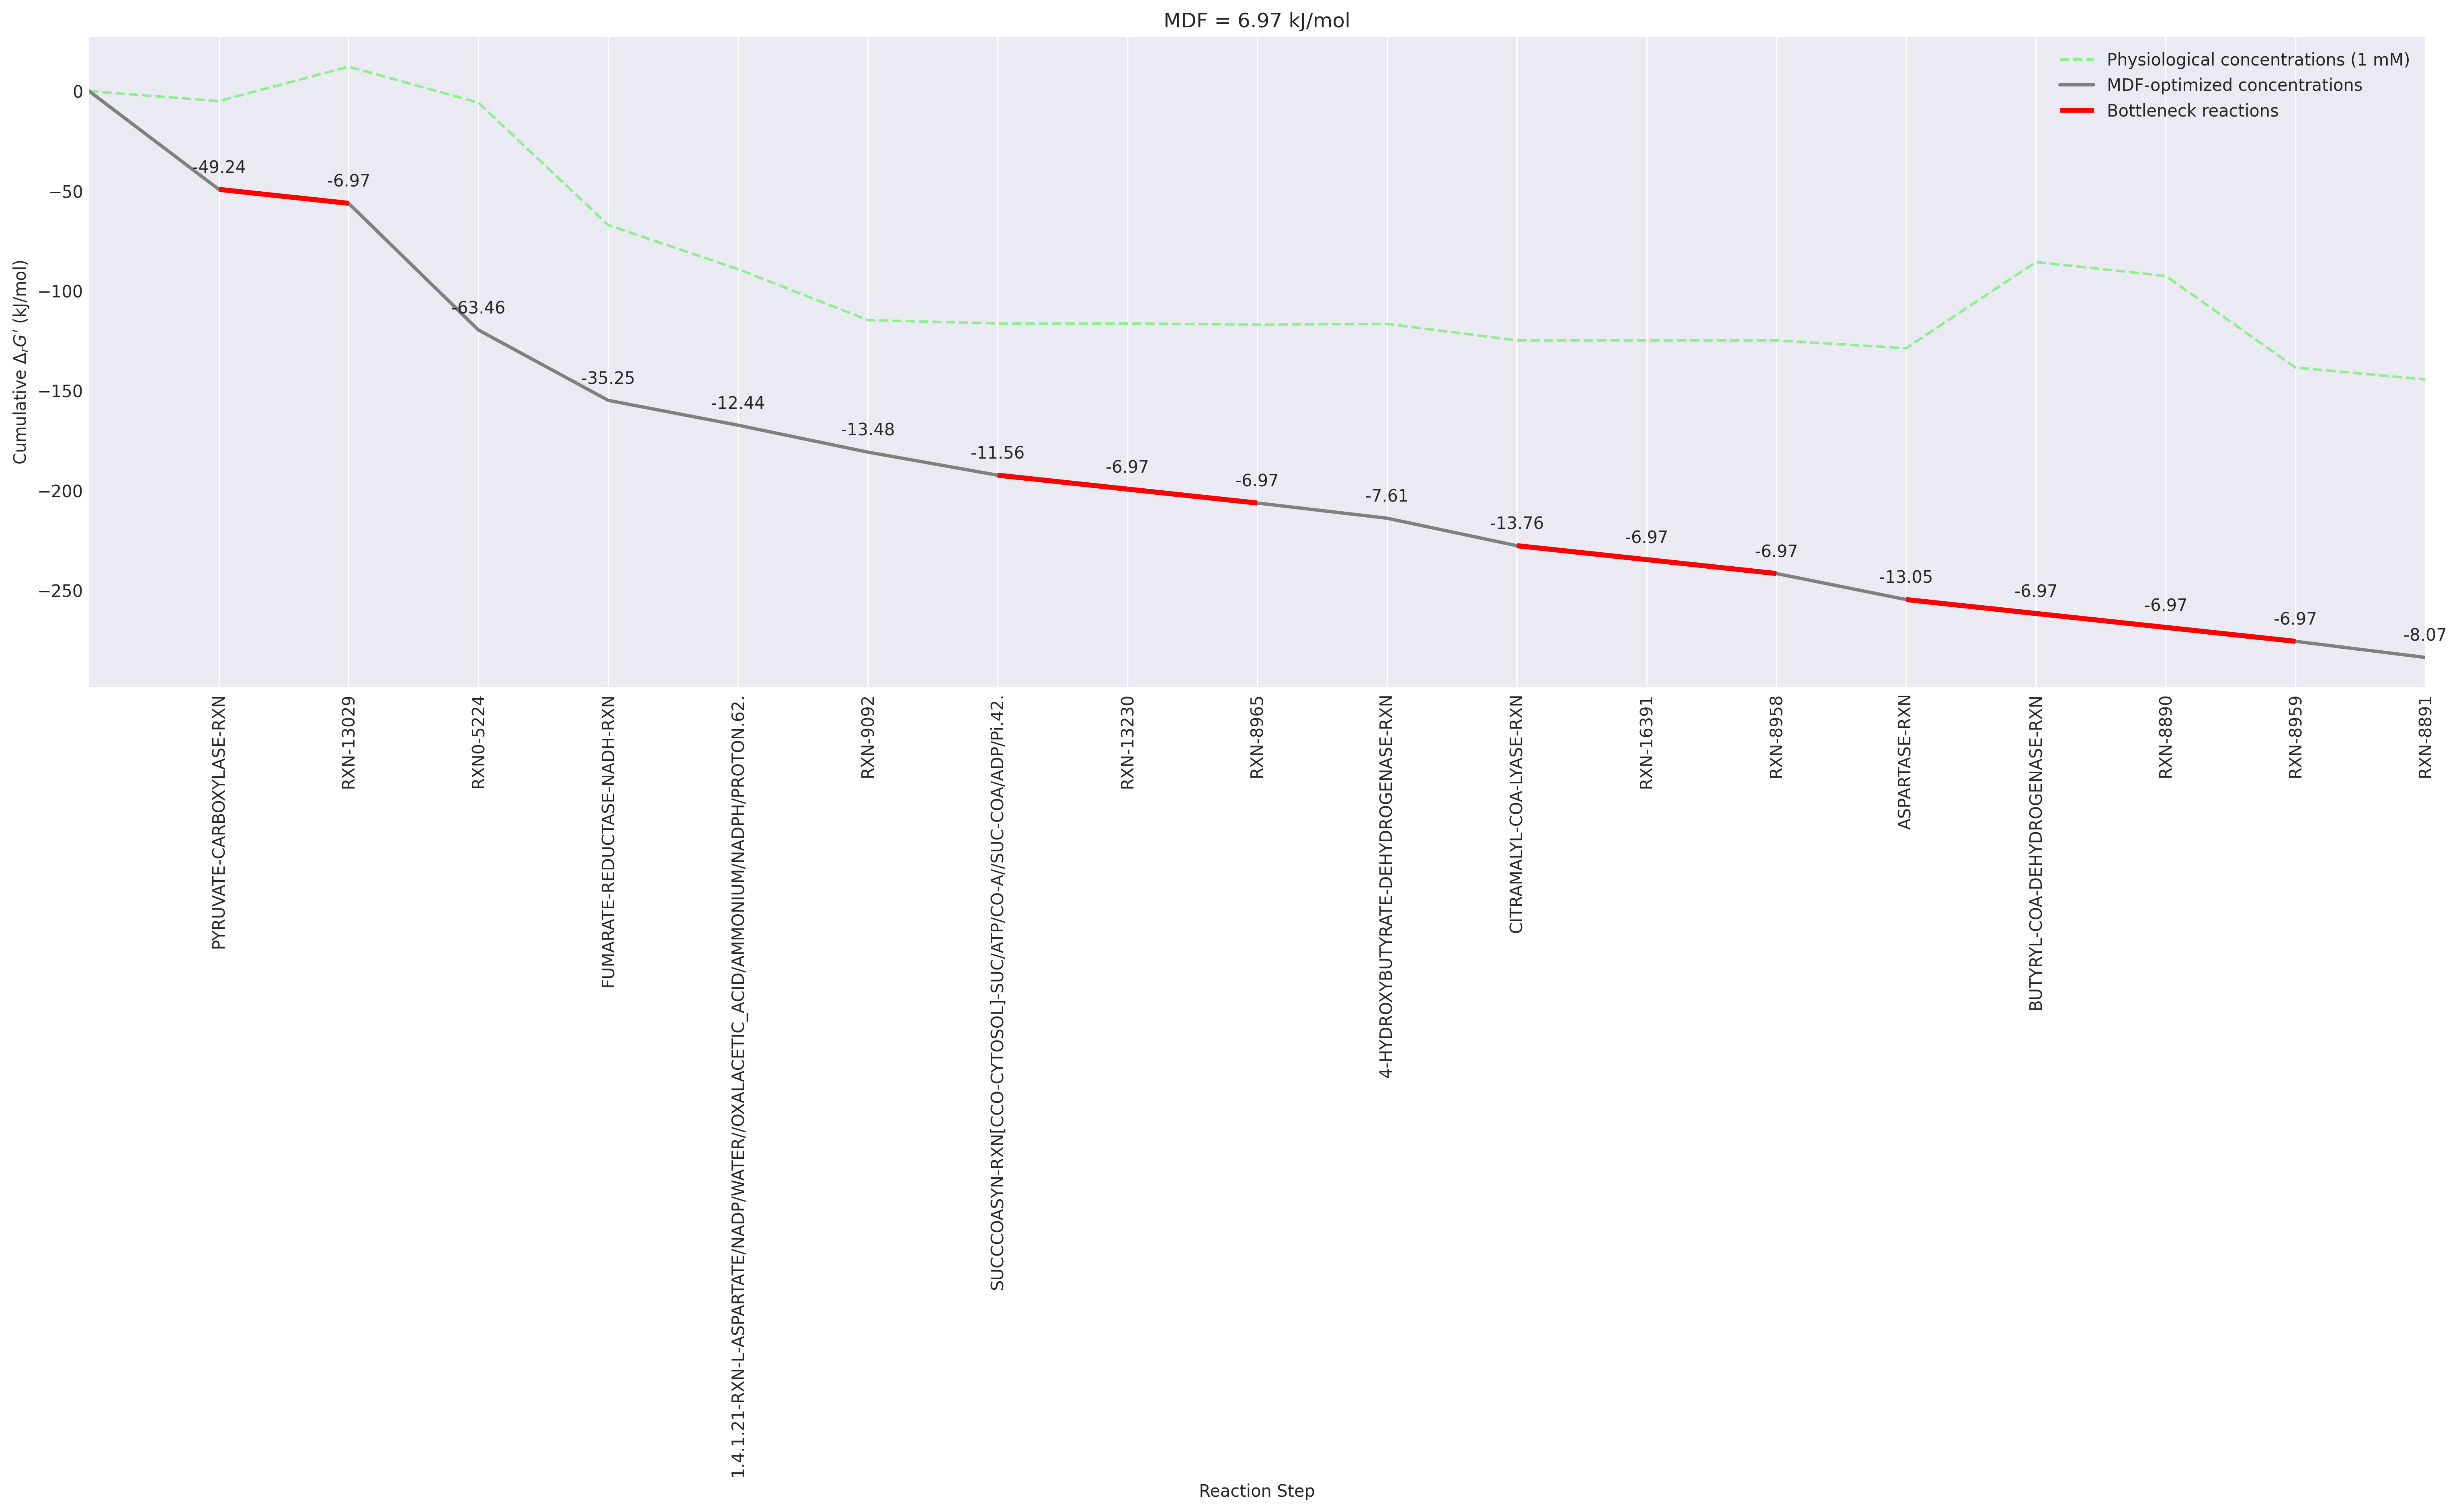 MDF = 6.97 kJ/mol
Physiological concentrations (1 mM)
MDF-optimized concentrations
Bottleneck reactions
Cumulative ΔrG′ (kJ/mol)
0
−50
−100
−150
−200
−250
-49.24
-6.97
-63.46
-35.25
-12.44
-13.48
-11.56
-6.97
-6.97
-7.61
-13.76
-6.97
-6.97
-13.05
-6.97
-6.97
-6.97
-8.07
PYRUVATE-CARBOXYLASE-RXN
RXN-13029
RXN0-5224
FUMARATE-REDUCTASE-NADH-RXN
1.4.1.21-RXN-L-ASPARTATE/NADP/WATER//OXALACETIC_ACID/AMMONIUM/NADPH/PROTON.62.
RXN-9092
SUCCCOASYN-RXN[CCO-CYTOSOL]-SUC/ATP/CO-A//SUC-COA/ADP/Pi.42.
RXN-13230
RXN-8965
4-HYDROXYBUTYRATE-DEHYDROGENASE-RXN
CITRAMALYL-COA-LYASE-RXN
RXN-16391
RXN-8958
ASPARTASE-RXN
BUTYRYL-COA-DEHYDROGENASE-RXN
RXN-8890
RXN-8959
RXN-8891
Reaction Step